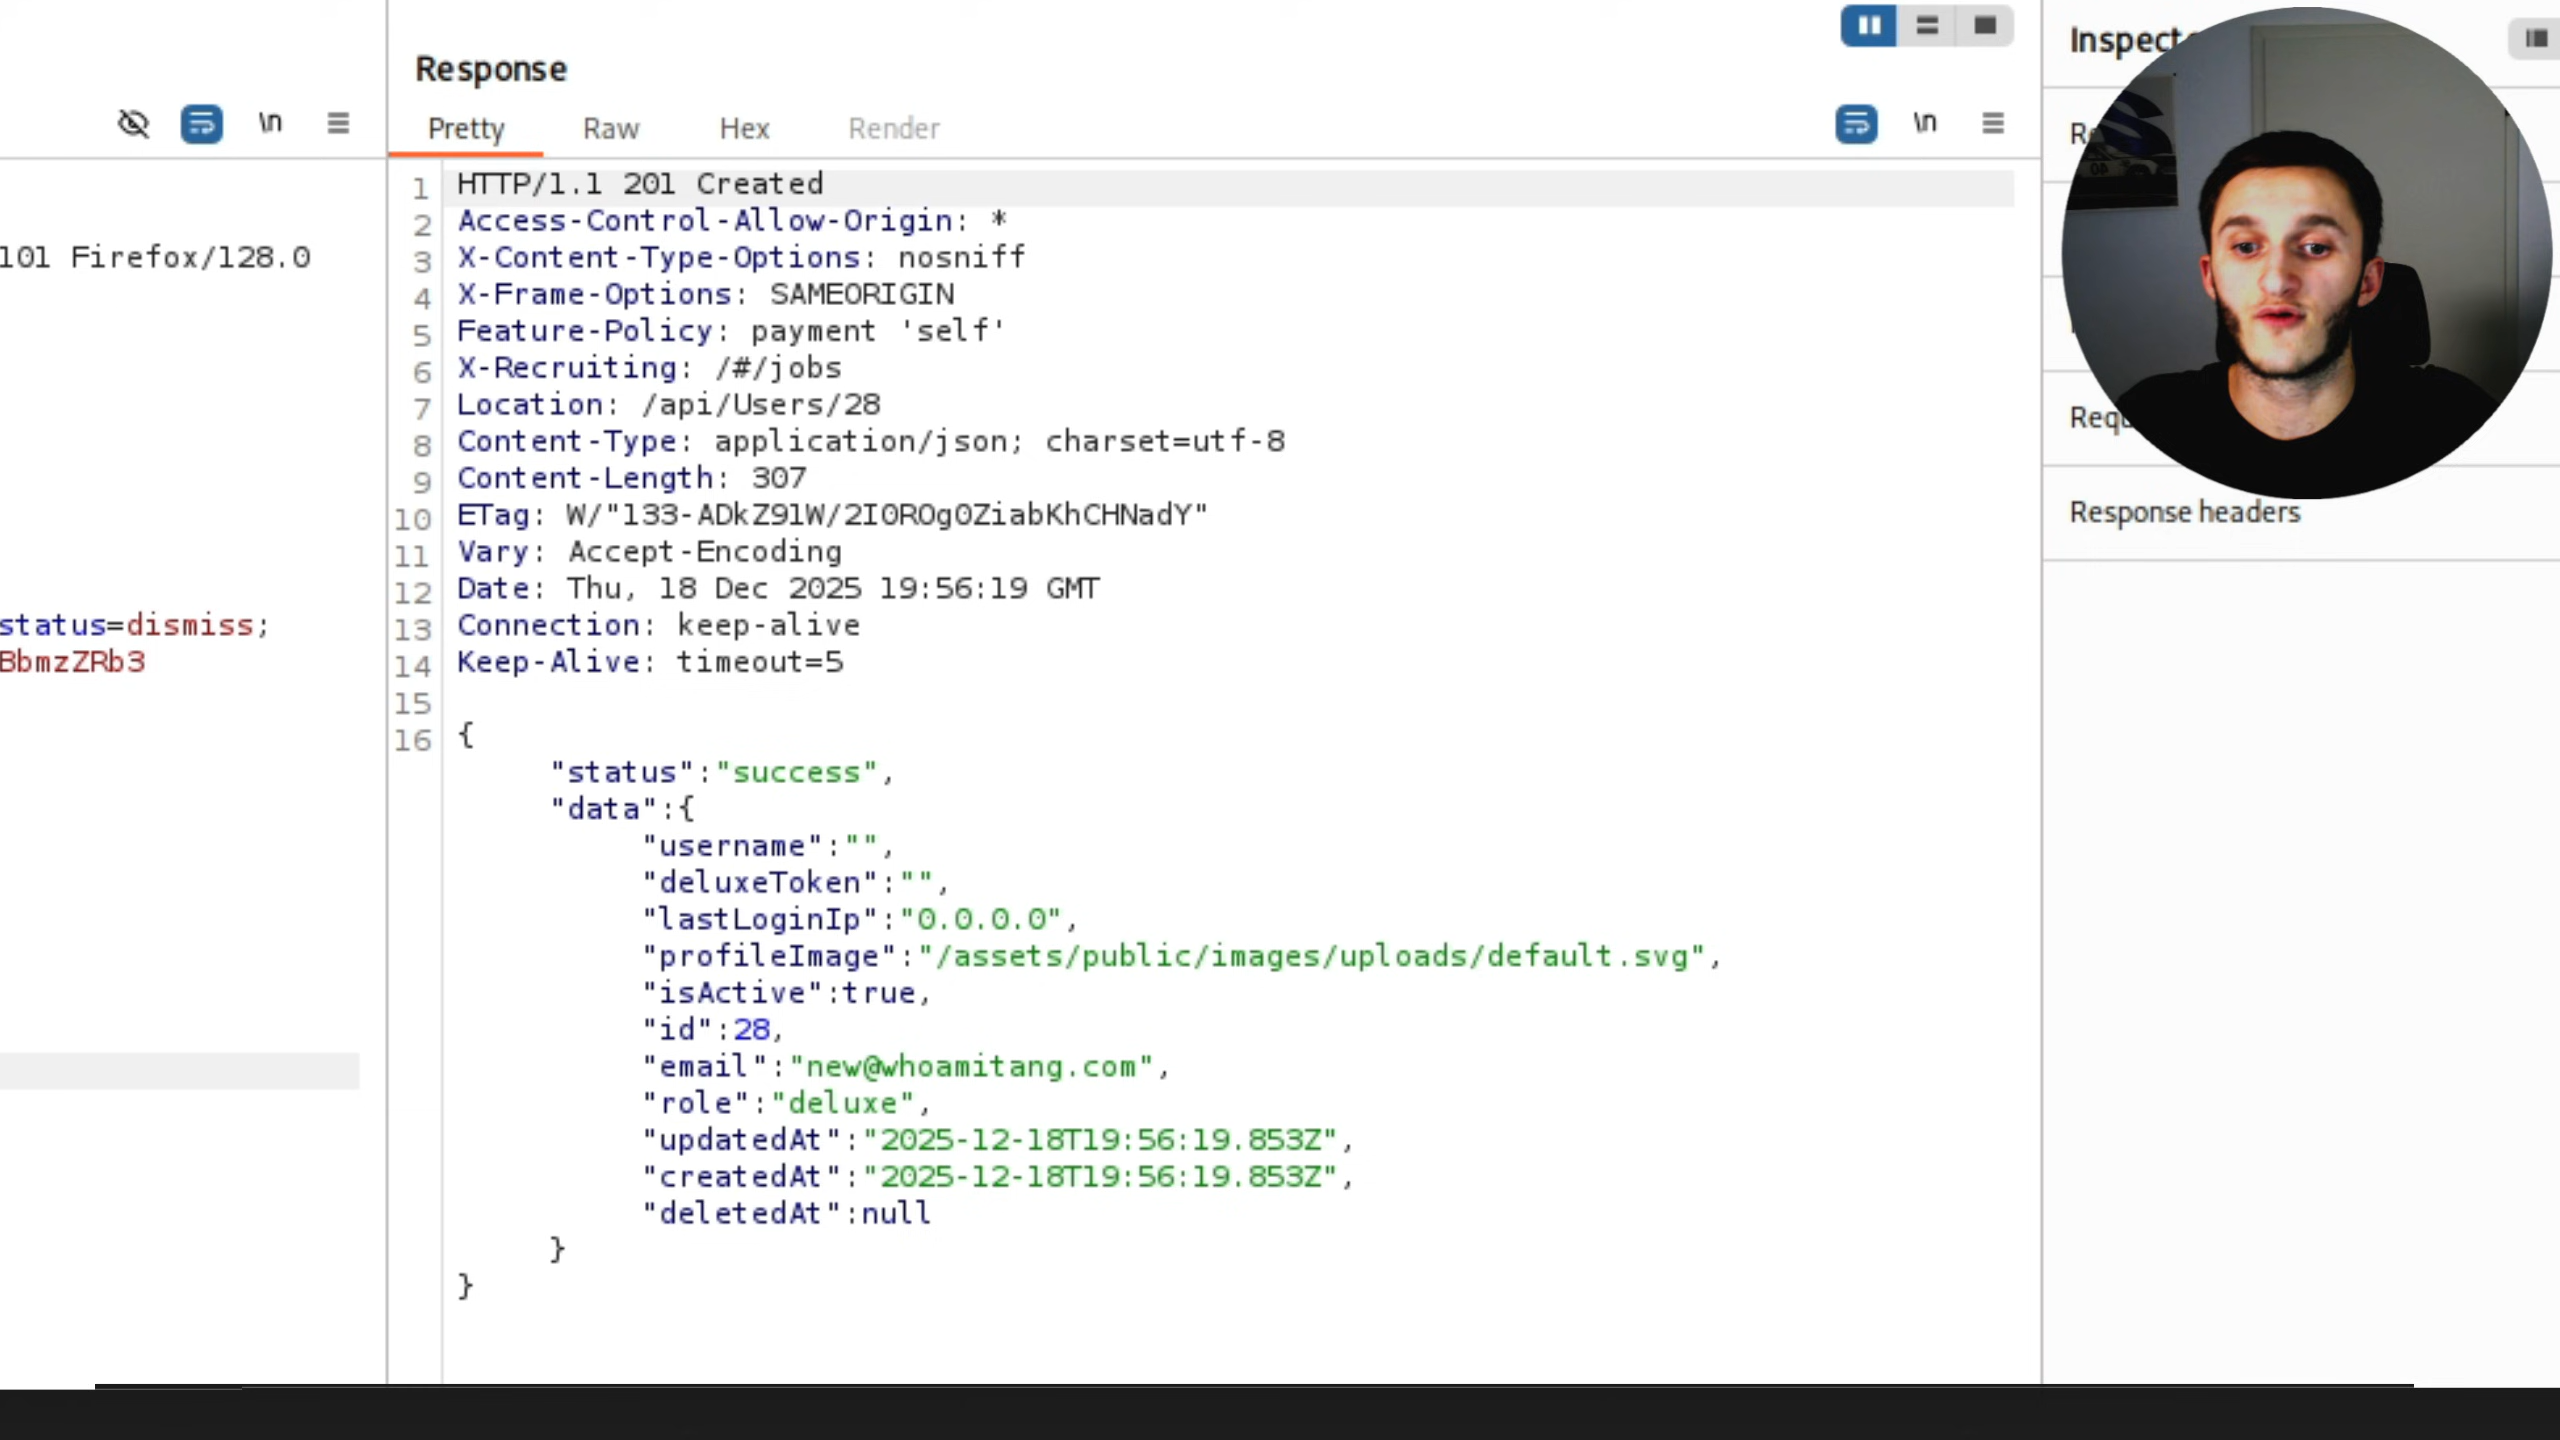 Response
Inspect
\n
Pretty
Raw
Hex
Render
\n
101 Firefox/128.0
status=dismiss;
BbmzZRb3
1 HTTP/1.1 201 Created
2 Access-Control-Allow-Origin: *
3 X-Content-Type-Options: nosniff
4 X-Frame-Options: SAMEORIGIN
5 Feature-Policy: payment 'self'
6 X-Recruiting: /#/jobs
7 Location: /api/Users/28
8 Content-Type: application/json; charset=utf-8
9 Content-Length: 307
10 ETag: W/"133-ADkZ91W/2I0ROg0ZiabKhCHNadY"
11 Vary: Accept-Encoding
12 Date: Thu, 18 Dec 2025 19:56:19 GMT
13 Connection: keep-alive
14 Keep-Alive: timeout=5
15
16 {
"status":"success",
"data":{
"username":"",
"deluxeToken":"",
"lastLoginIp":"0.0.0.0",
"profileImage":"/assets/public/images/uploads/default.svg",
"isActive":true,
"id":28,
"email":"new@whoamitang.com",
"role":"deluxe",
"updatedAt":"2025-12-18T19:56:19.853Z",
"createdAt":"2025-12-18T19:56:19.853Z",
"deletedAt":null
}
}
Response headers